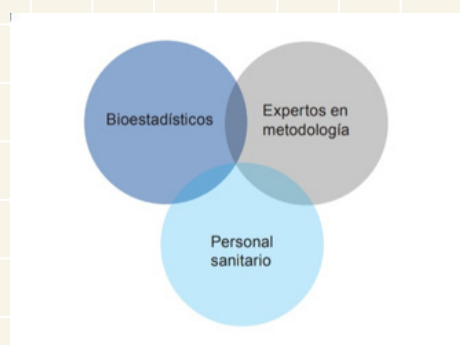 Bioestadísticos
Expertos en
metodología
Personal
sanitario